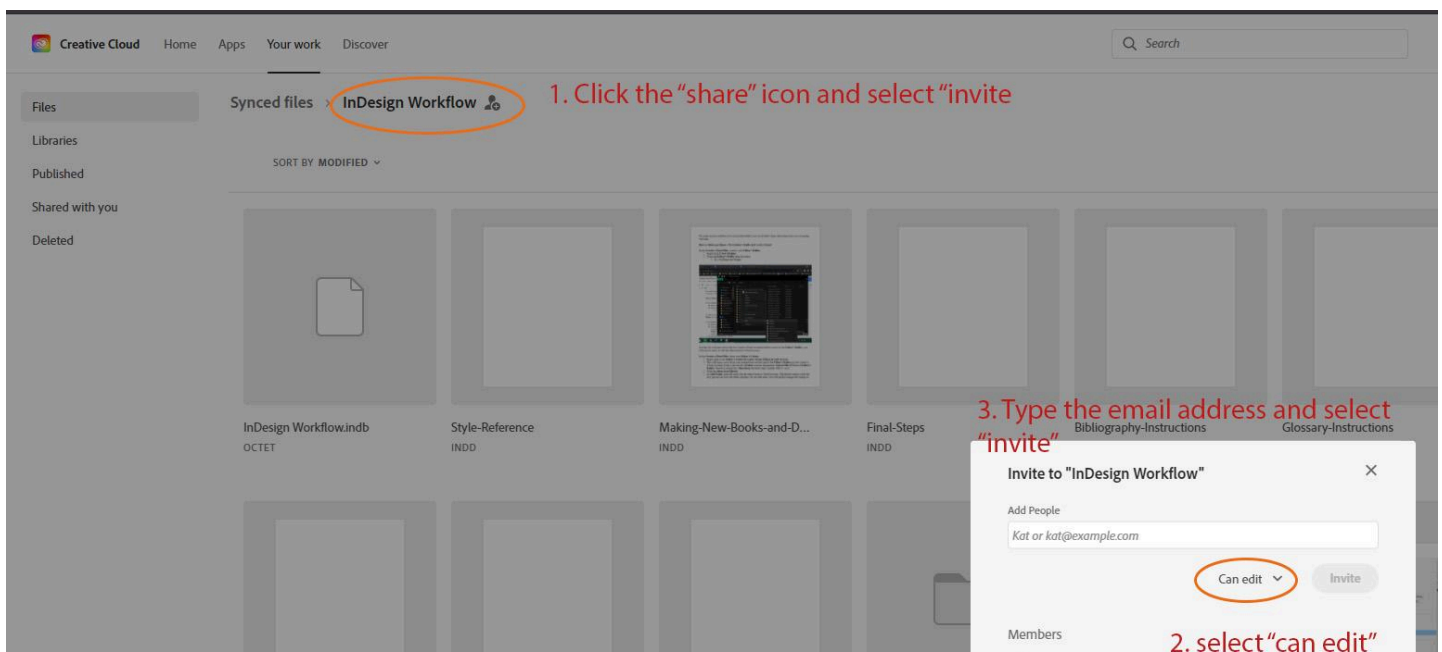 Creative Cloud Home Apps Your work Discover Search
Files
Libraries
Published
Shared with you
Deleted
Synced files > InDesign Workflow
1. Click the “share” icon and select “invite
SORT BY MODIFIED
InDesign Workflow.indb
OCTET
Style-Reference
INDD
Making-New-Books-and-D...
INDD
Final-Steps
INDD
Bibliography-Instructions
Glossary-Instructions
3. Type the email address and select
“invite”
Invite to "InDesign Workflow"
Add People
Kat or kat@example.com
Can edit Invite
Members
2. select “can edit”